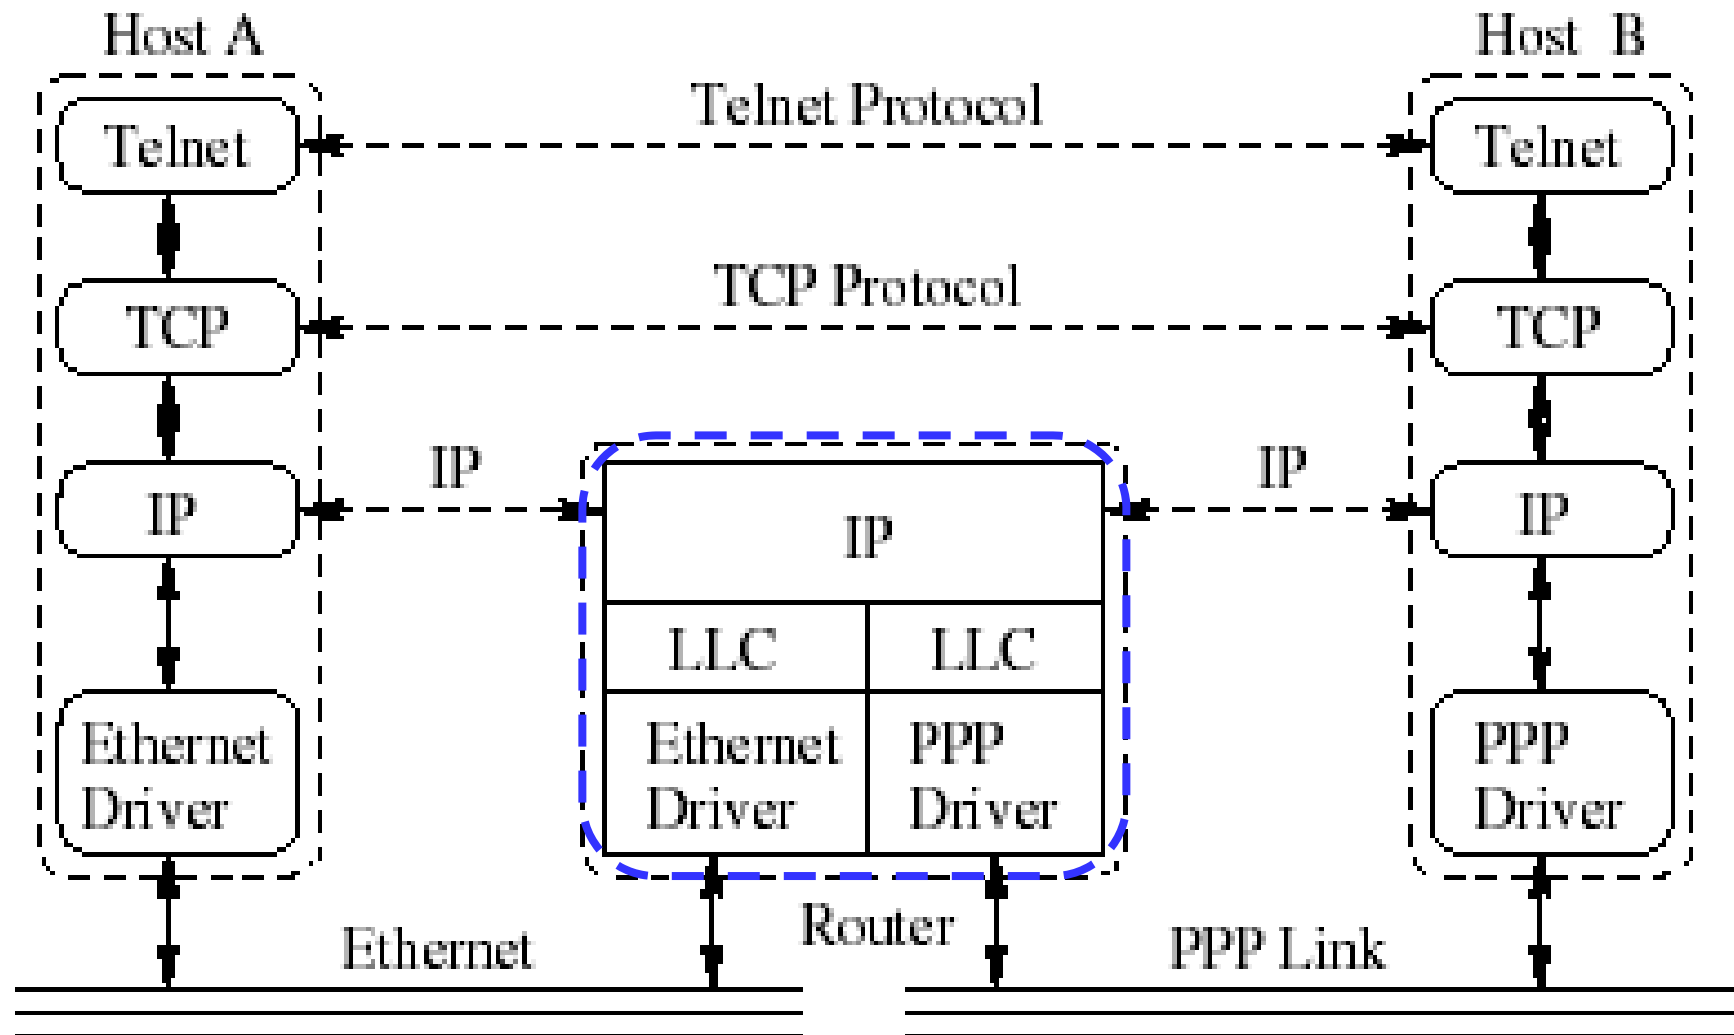 Host A
Host B
Telnet Protocol
Telnet
Telnet
TCP Protocol
TCP
TCP
IP
IP
IP
IP
IP
LLC
LLC
Ethernet
Driver
Ethernet
Driver
PPP
Driver
PPP
Driver
Router
Ethernet
PPP Link